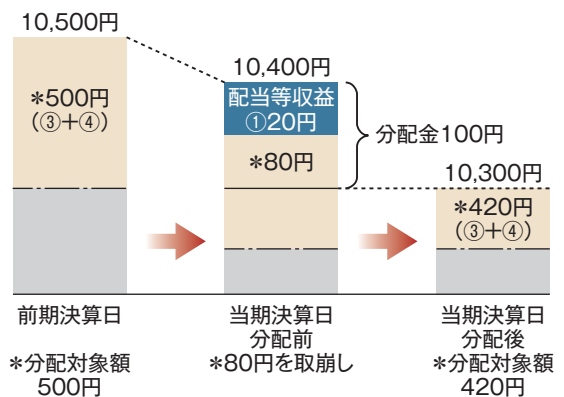 10,500円
*500円
(③+④)
10,400円
配当等収益
①20円
*80円
分配金100円
10,300円
*420円
(③+④)
前期決算日
*分配対象額
500円
当期決算日
分配前
*80円を取崩し
当期決算日
分配後
*分配対象額
420円